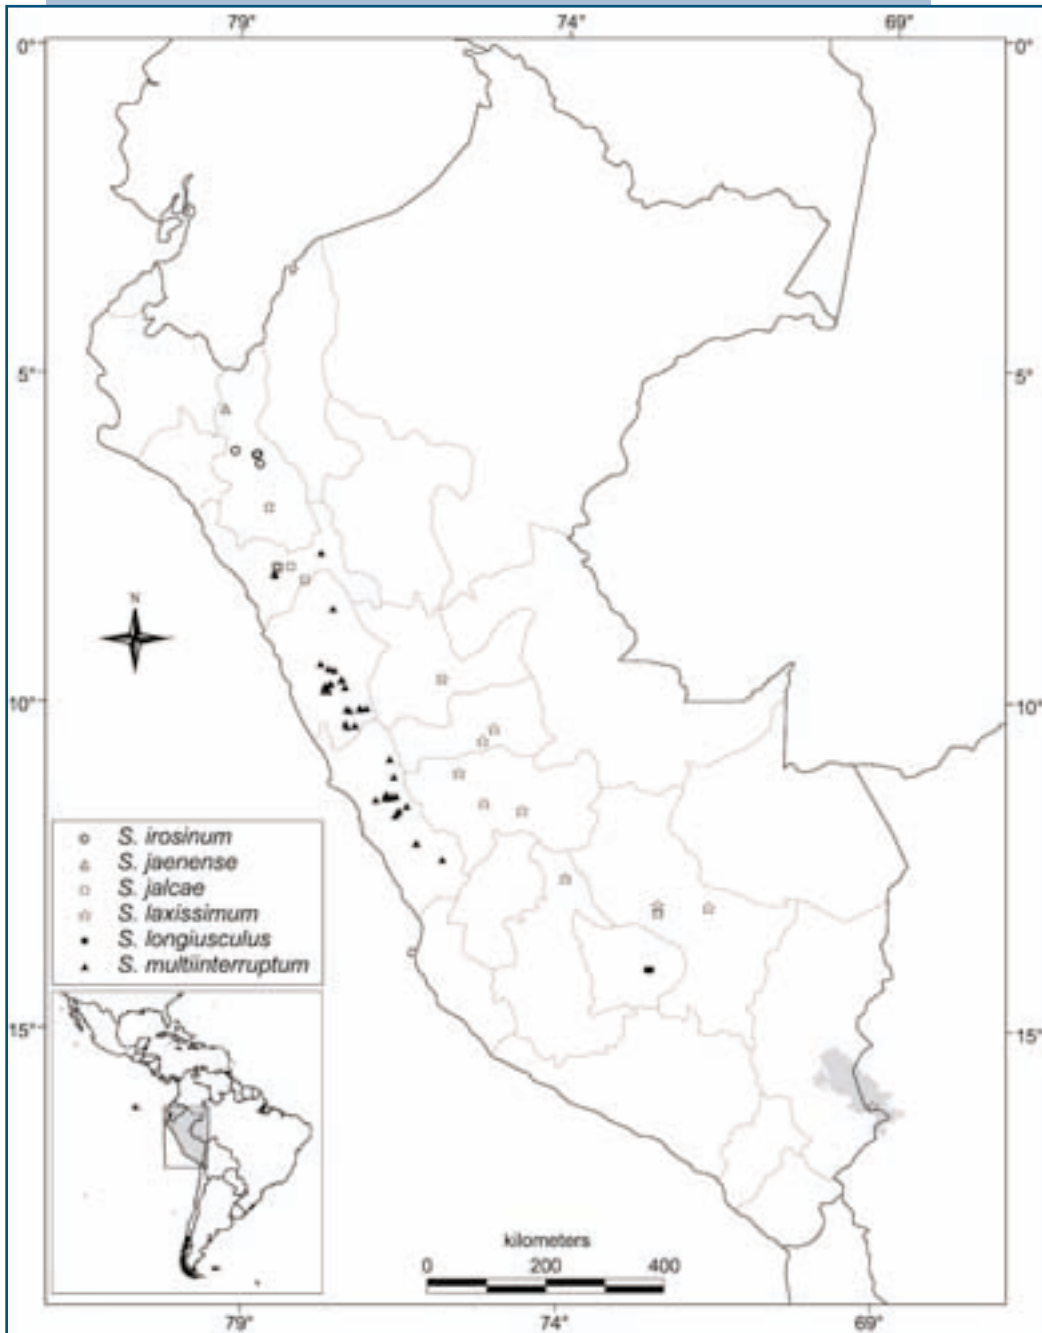 79° 74° 69°
0° 0°
5° 5°
N
10° 10°
S. irosinum
S. jaenense
S. jalcae
S. laxissimum
S. longiusculus
S. multiinterruptum
15° 15°
kilometers
0 200 400
79° 74° 69°